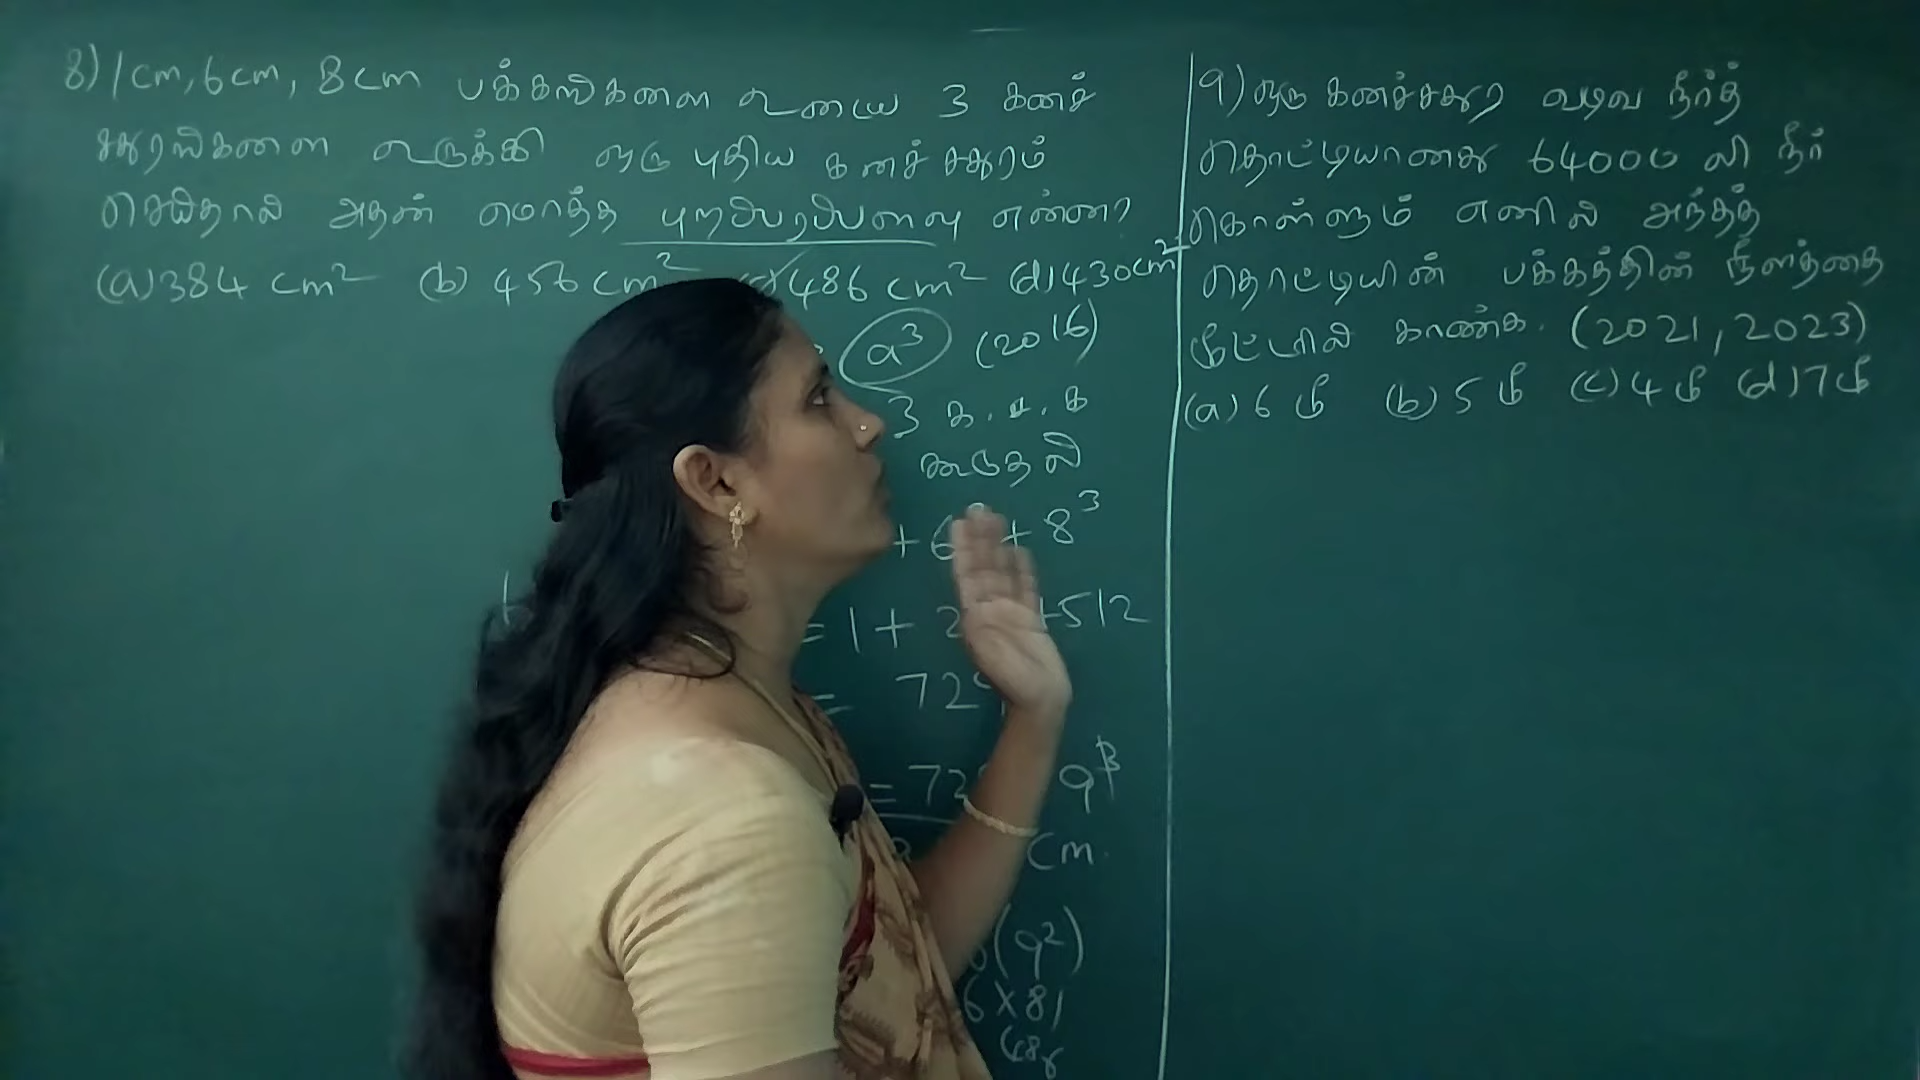 8) 1cm, 6cm, 8cm பக்கங்களை உடைய 3 கனச்
சதுரங்களை உருக்கி ஒரு புதிய கனச் சதுரம்
செய்தால் அதன் மொத்த புறப்பரப்பளவு என்ன?
(a) 384 cm² (b) 456 cm² (c) 486 cm² (d) 430cm²
a³ (2016)
3 க.ச.க
கூடுதல்
+ 6 + 8³
= 1 + 2 +512
= 72
= 72 9³
cm.
(9²)
6 X 81
486
9) ஒரு கனச்சதுர வடிவ நீர்த்
தொட்டியானது 64000 லி நீர்
கொள்ளும் எனில் அந்தத்
தொட்டியின் பக்கத்தின் நீளத்தை
மீட்டரில் காண்க. (2021, 2023)
(a) 6 மீ (b) 5 மீ (c) 4 மீ (d) 7 மீ